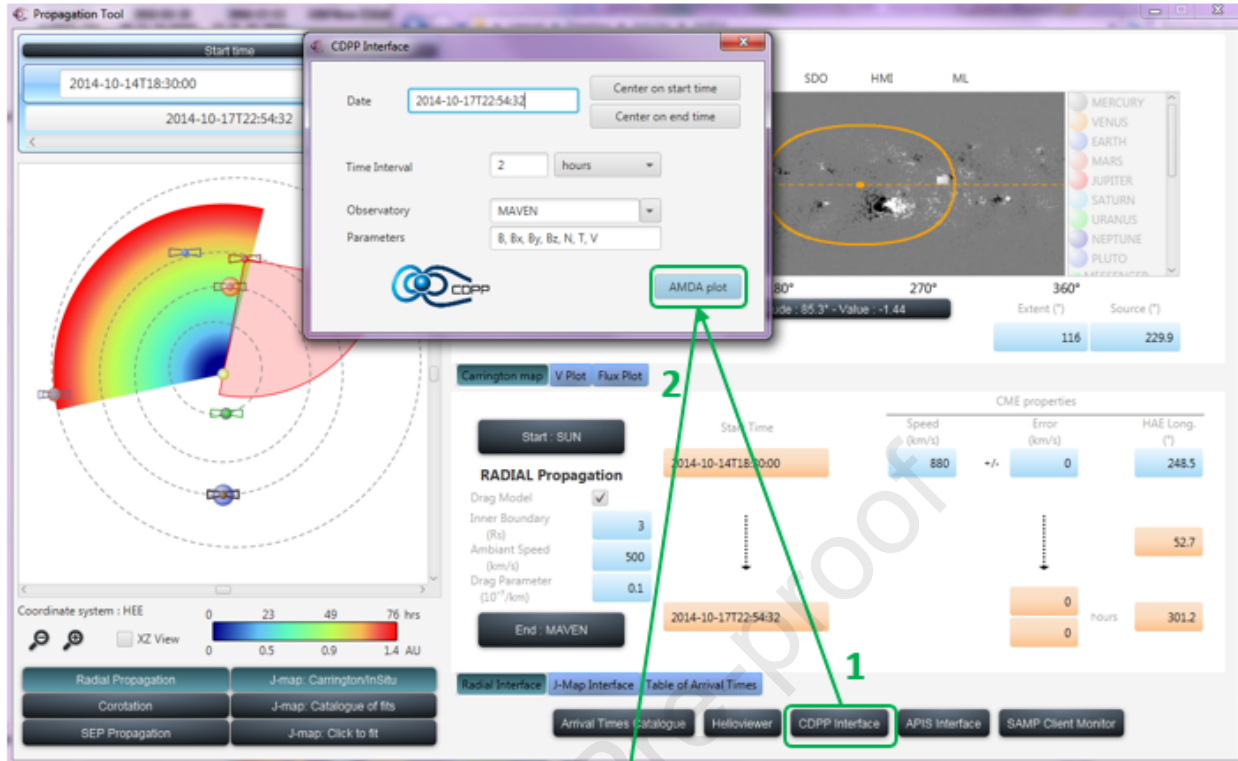 Propagation Tool
Start time
2014-10-14T18:30:00
2014-10-17T22:54:32
CDPP Interface
Date
2014-10-17T22:54:32
Center on start time
Center on end time
Time Interval
2
hours
Observatory
MAVEN
Parameters
B, Bx, By, Bz, N, T, V
CDPP
AMDA plot
SDO HMI ML
MERCURY
VENUS
EARTH
MARS
JUPITER
SATURN
URANUS
NEPTUNE
PLUTO
80° 270° 360°
ude : 85.3° - Value : -1.44
Extent (°) Source (°)
116 229.9
2
Carrington map V Plot Flux Plot
CME properties
Start : SUN
Start Time
Speed (km/s)
Error (km/s)
HAE Long. (°)
2014-10-14T18:30:00
880 +/- 0 248.5
RADIAL Propagation
Drag Model
Inner Boundary (Rs)
3
Ambiant Speed (km/s)
500
Drag Parameter
0.1
52.7
End : MAVEN
2014-10-17T22:54:32
0
0
hours
301.2
Coordinate system : HEE
0 23 49 76 hrs
XZ View
0 0.5 0.9 1.4 AU
1
Radial Propagation
J-map: Carrington/InSitu
Corotation
J-map: Catalogue of fits
SEP Propagation
J-map: Click to fit
Radial Interface J-Map Interface Table of Arrival Times
Arrival Times Catalogue
Helioviewer
CDPP Interface
APIS Interface
SAMP Client Monitor
Pre-proof